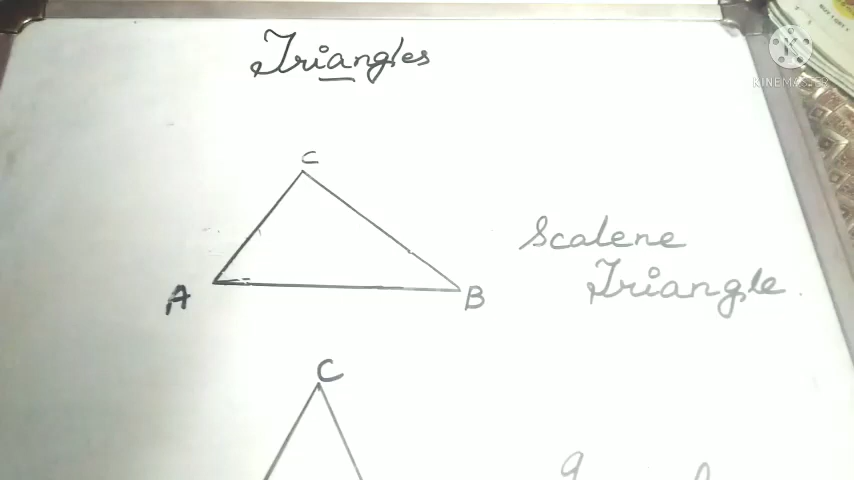 Triangles
KINEMASTER
C
Scalene
Triangle.
A
B
C